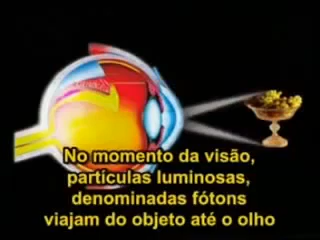 No momento da visão,
partículas luminosas,
denominadas fótons
viajam do objeto até o olho